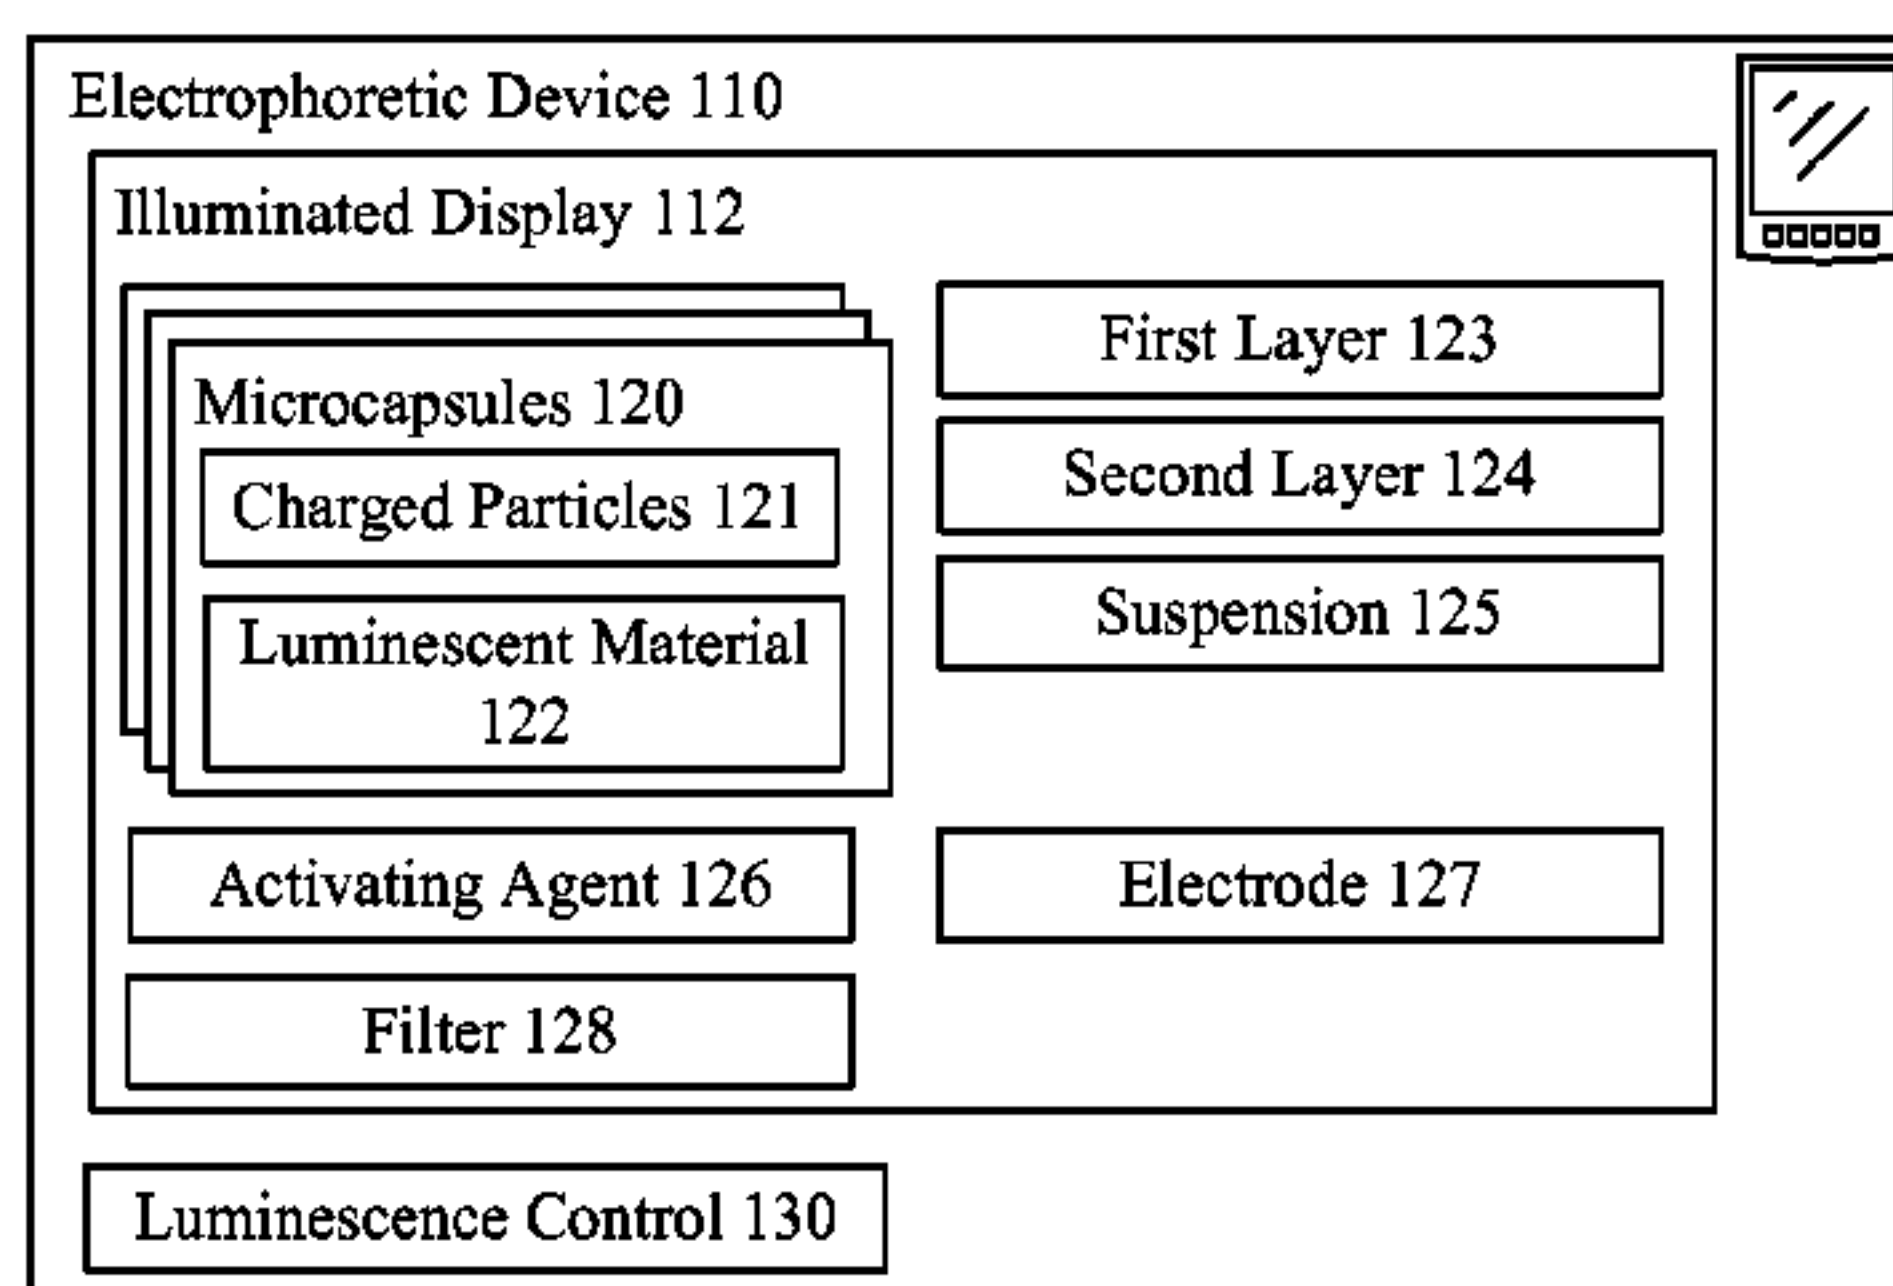 Electrophoretic Device 110
Illuminated Display 112
Microcapsules 120
Charged Particles 121
Luminescent Material
122
First Layer 123
Second Layer 124
Suspension 125
Activating Agent 126
Electrode 127
Filter 128
Luminescence Control 130